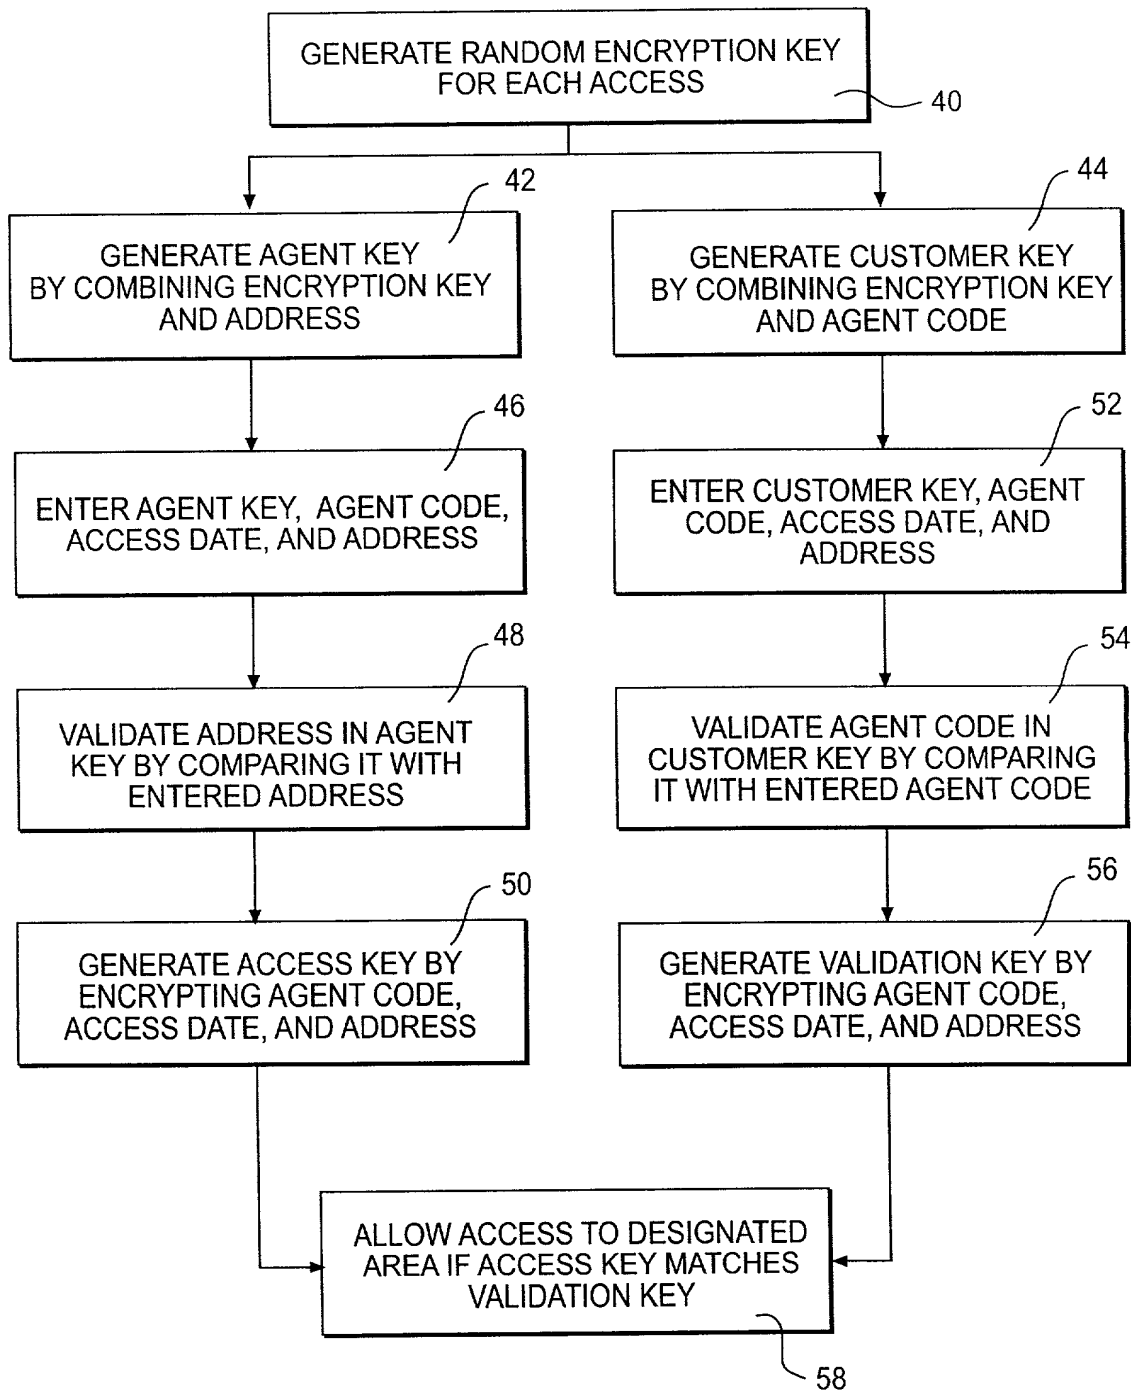 GENERATE RANDOM ENCRYPTION KEY
FOR EACH ACCESS
40
42
GENERATE AGENT KEY
BY COMBINING ENCRYPTION KEY
AND ADDRESS
44
GENERATE CUSTOMER KEY
BY COMBINING ENCRYPTION KEY
AND AGENT CODE
46
ENTER AGENT KEY, AGENT CODE,
ACCESS DATE, AND ADDRESS
52
ENTER CUSTOMER KEY, AGENT
CODE, ACCESS DATE, AND
ADDRESS
48
VALIDATE ADDRESS IN AGENT
KEY BY COMPARING IT WITH
ENTERED ADDRESS
54
VALIDATE AGENT CODE IN
CUSTOMER KEY BY COMPARING
IT WITH ENTERED AGENT CODE
50
GENERATE ACCESS KEY BY
ENCRYPTING AGENT CODE,
ACCESS DATE, AND ADDRESS
56
GENERATE VALIDATION KEY BY
ENCRYPTING AGENT CODE,
ACCESS DATE, AND ADDRESS
ALLOW ACCESS TO DESIGNATED
AREA IF ACCESS KEY MATCHES
VALIDATION KEY
58